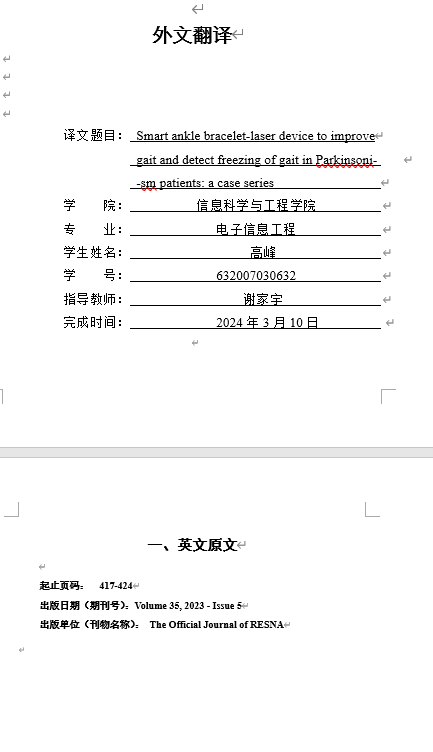 外文翻译
译文题目： Smart ankle bracelet-laser device to improve
gait and detect freezing of gait in Parkinsoni-
-sm patients: a case series
学 院： 信息科学与工程学院
专 业： 电子信息工程
学生姓名： 高峰
学 号： 632007030632
指导教师： 谢家宇
完成时间： 2024 年 3 月 10 日
一、英文原文
起止页码： 417-424
出版日期（期刊号）：Volume 35, 2023 - Issue 5
出版单位（刊物名称）： The Official Journal of RESNA